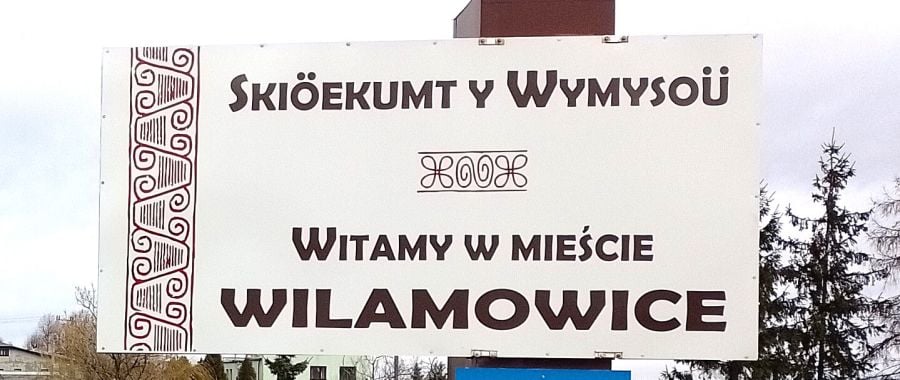 SKIÖEKUMT Y WYMYSOÜ
WITAMY W MIEŚCIE
WILAMOWICE